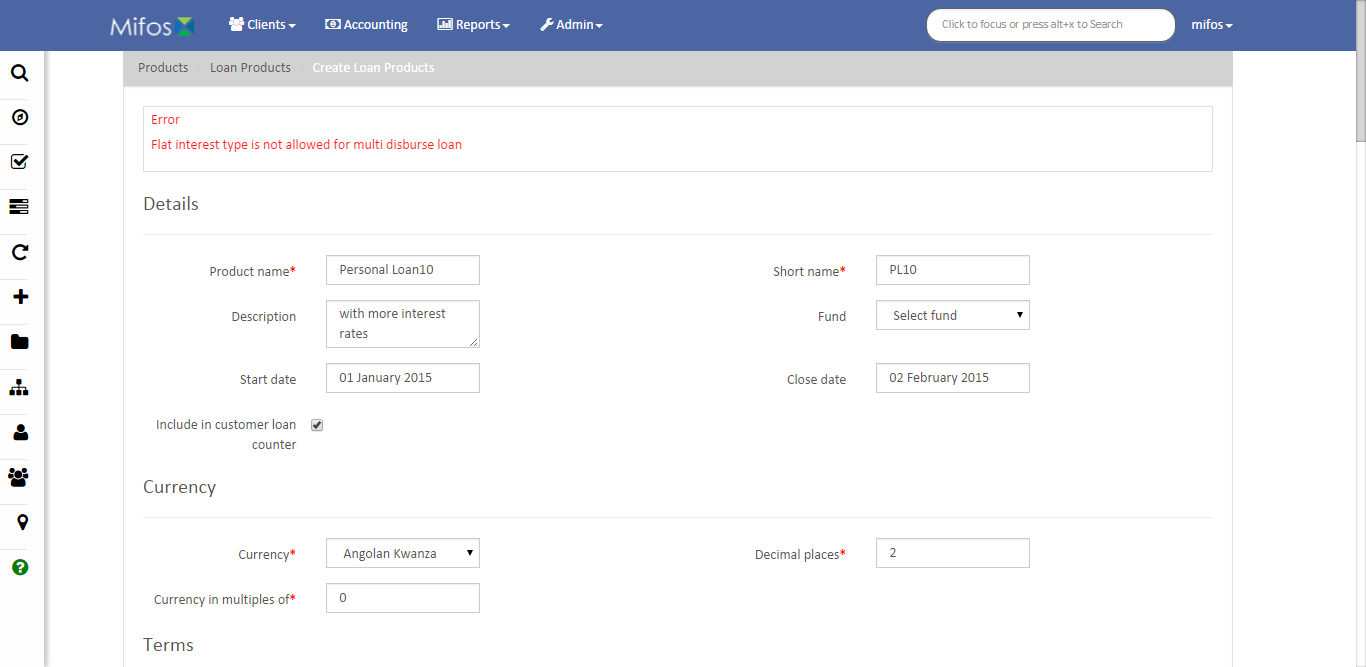 Mifos Clients Accounting Reports Admin Click to focus or press alt+x to Search mifos
Products / Loan Products / Create Loan Products
Error
Flat interest type is not allowed for multi disburse loan
Details
Product name* Personal Loan10 Short name* PL10
Description with more interest rates Fund Select fund
Start date 01 January 2015 Close date 02 February 2015
Include in customer loan
counter
Currency
Currency* Angolan Kwanza Decimal places* 2
Currency in multiples of* 0
Terms